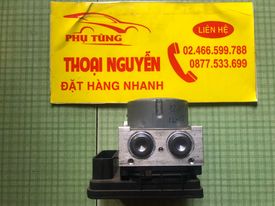 PHỤ TÙNG
LIÊN HỆ
02.466.599.788
0877.533.699
THOẠI NGUYỄN
ĐẶT HÀNG NHANH